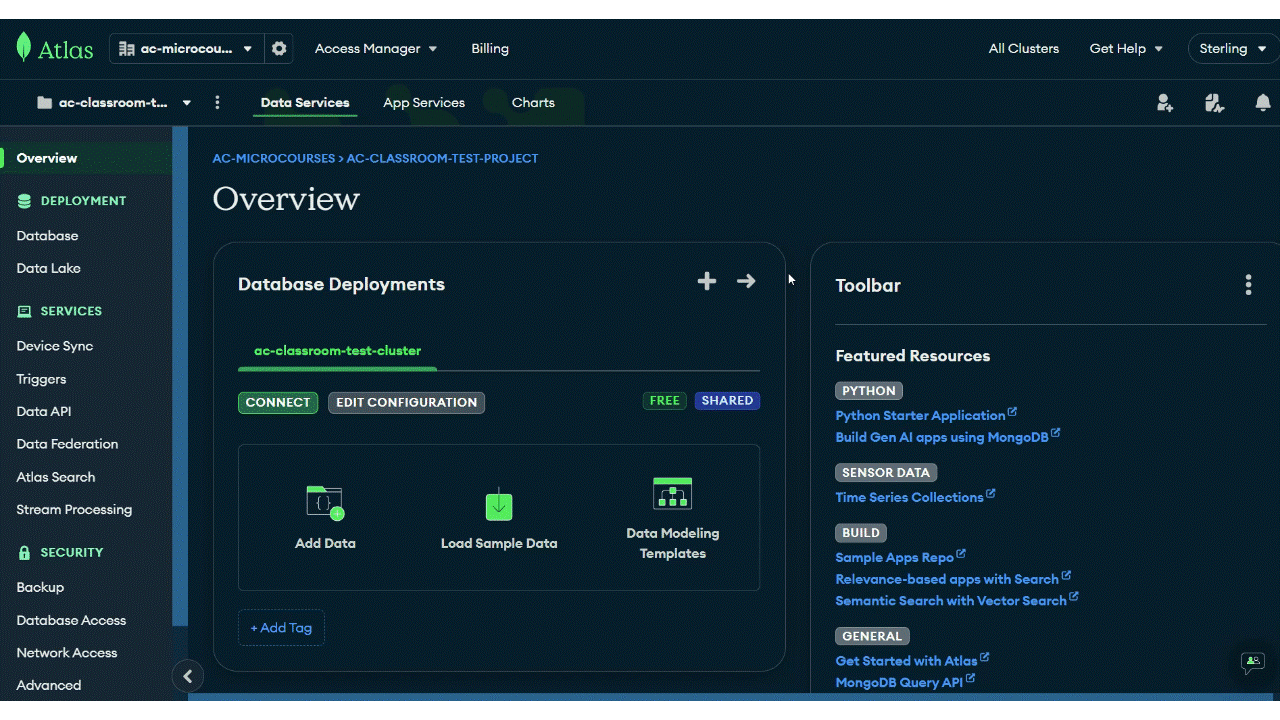 Atlas
ac-microcou...
Access Manager
Billing
All Clusters
Get Help
Sterling
ac-classroom-t...
Data Services
App Services
Charts
Overview
DEPLOYMENT
Database
Data Lake
SERVICES
Device Sync
Triggers
Data API
Data Federation
Atlas Search
Stream Processing
SECURITY
Backup
Database Access
Network Access
Advanced
AC-MICROCOURSES > AC-CLASSROOM-TEST-PROJECT
Overview
Database Deployments
ac-classroom-test-cluster
CONNECT
EDIT CONFIGURATION
FREE
SHARED
{ }
Add Data
Load Sample Data
Data Modeling
Templates
+ Add Tag
Toolbar
Featured Resources
PYTHON
Python Starter Application
Build Gen AI apps using MongoDB
SENSOR DATA
Time Series Collections
BUILD
Sample Apps Repo
Relevance-based apps with Search
Semantic Search with Vector Search
GENERAL
Get Started with Atlas
MongoDB Query API